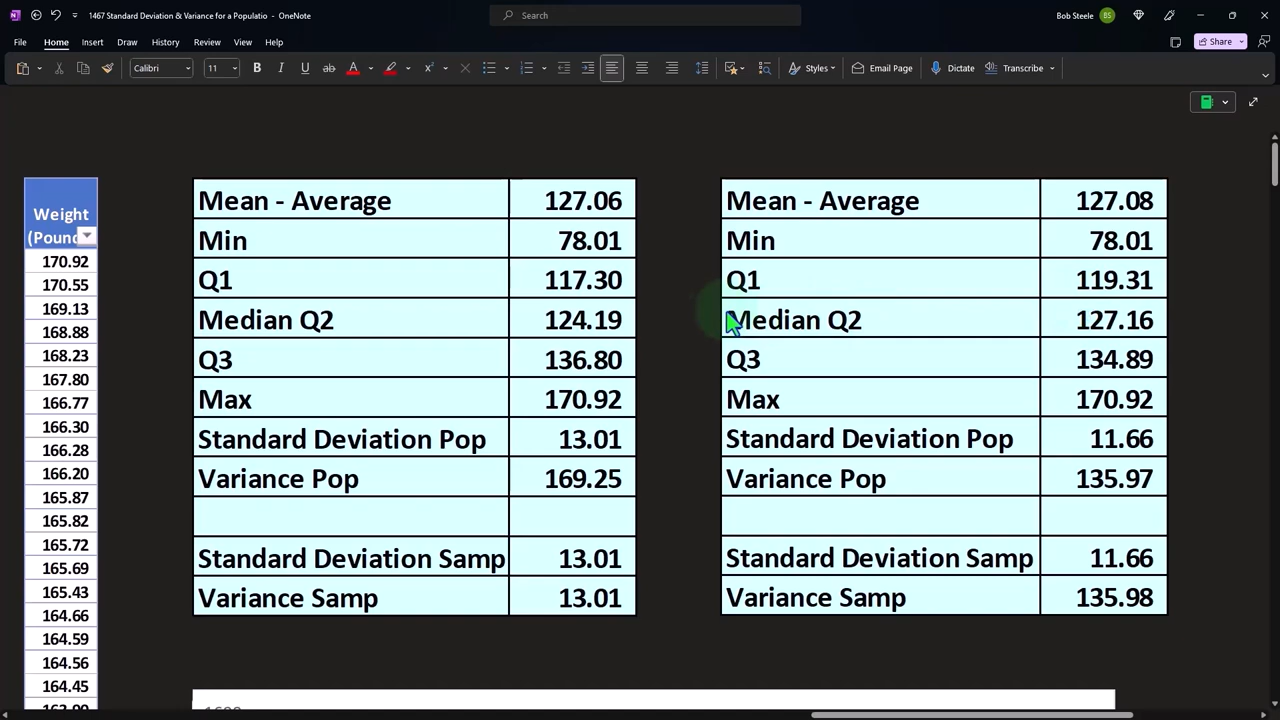 1467 Standard Deviation & Variance for a Populatio - OneNote
Search
Bob Steele
BS
File Home Insert Draw History Review View Help
Share
Calibri 11 B I U ab A x Styles Email Page Dictate Transcribe
Weight
(Pound
170.92
170.55
169.13
168.88
168.23
167.80
166.77
166.30
166.28
166.20
165.87
165.82
165.72
165.69
165.43
164.66
164.59
164.56
164.45
Mean - Average 127.06
Min 78.01
Q1 117.30
Median Q2 124.19
Q3 136.80
Max 170.92
Standard Deviation Pop 13.01
Variance Pop 169.25
Standard Deviation Samp 13.01
Variance Samp 13.01
Mean - Average 127.08
Min 78.01
Q1 119.31
Median Q2 127.16
Q3 134.89
Max 170.92
Standard Deviation Pop 11.66
Variance Pop 135.97
Standard Deviation Samp 11.66
Variance Samp 135.98